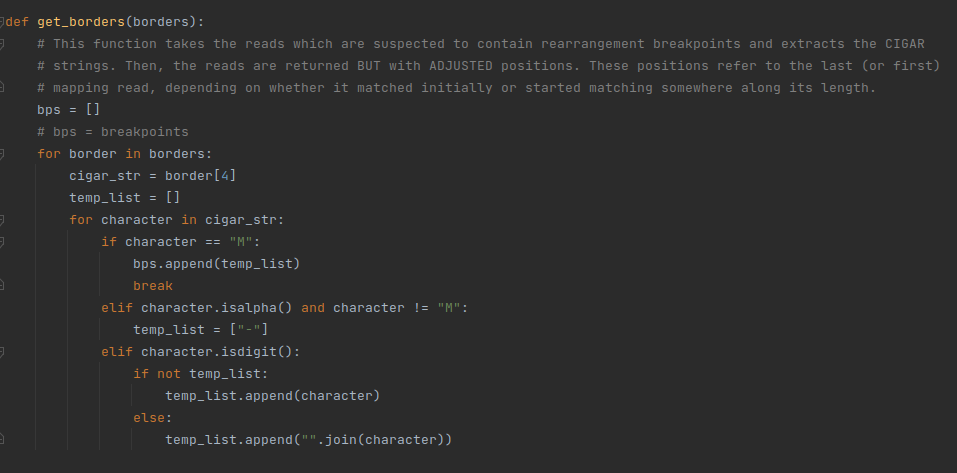 def get_borders(borders):
    # This function takes the reads which are suspected to contain rearrangement breakpoints and extracts the CIGAR
    # strings. Then, the reads are returned BUT with ADJUSTED positions. These positions refer to the last (or first)
    # mapping read, depending on whether it matched initially or started matching somewhere along its length.
    bps = []
    # bps = breakpoints
    for border in borders:
        cigar_str = border[4]
        temp_list = []
        for character in cigar_str:
            if character == "M":
                bps.append(temp_list)
                break
            elif character.isalpha() and character != "M":
                temp_list = ["-"]
            elif character.isdigit():
                if not temp_list:
                    temp_list.append(character)
                else:
                    temp_list.append("".join(character))